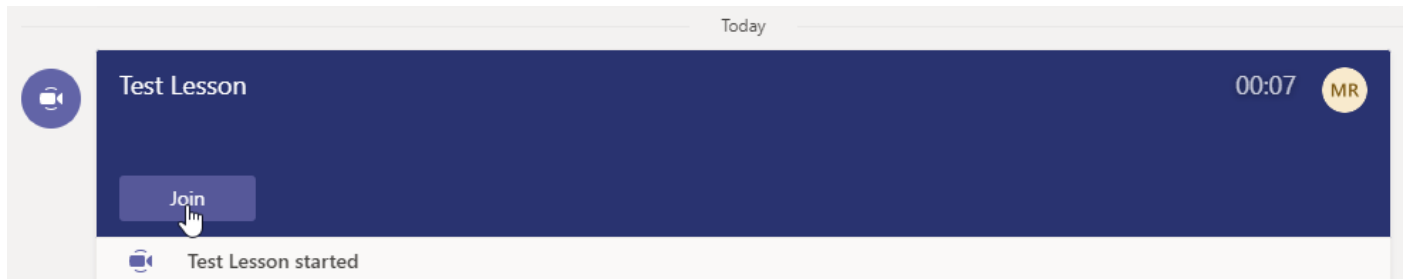 Today
Test Lesson
00:07
MR
Join
Test Lesson started